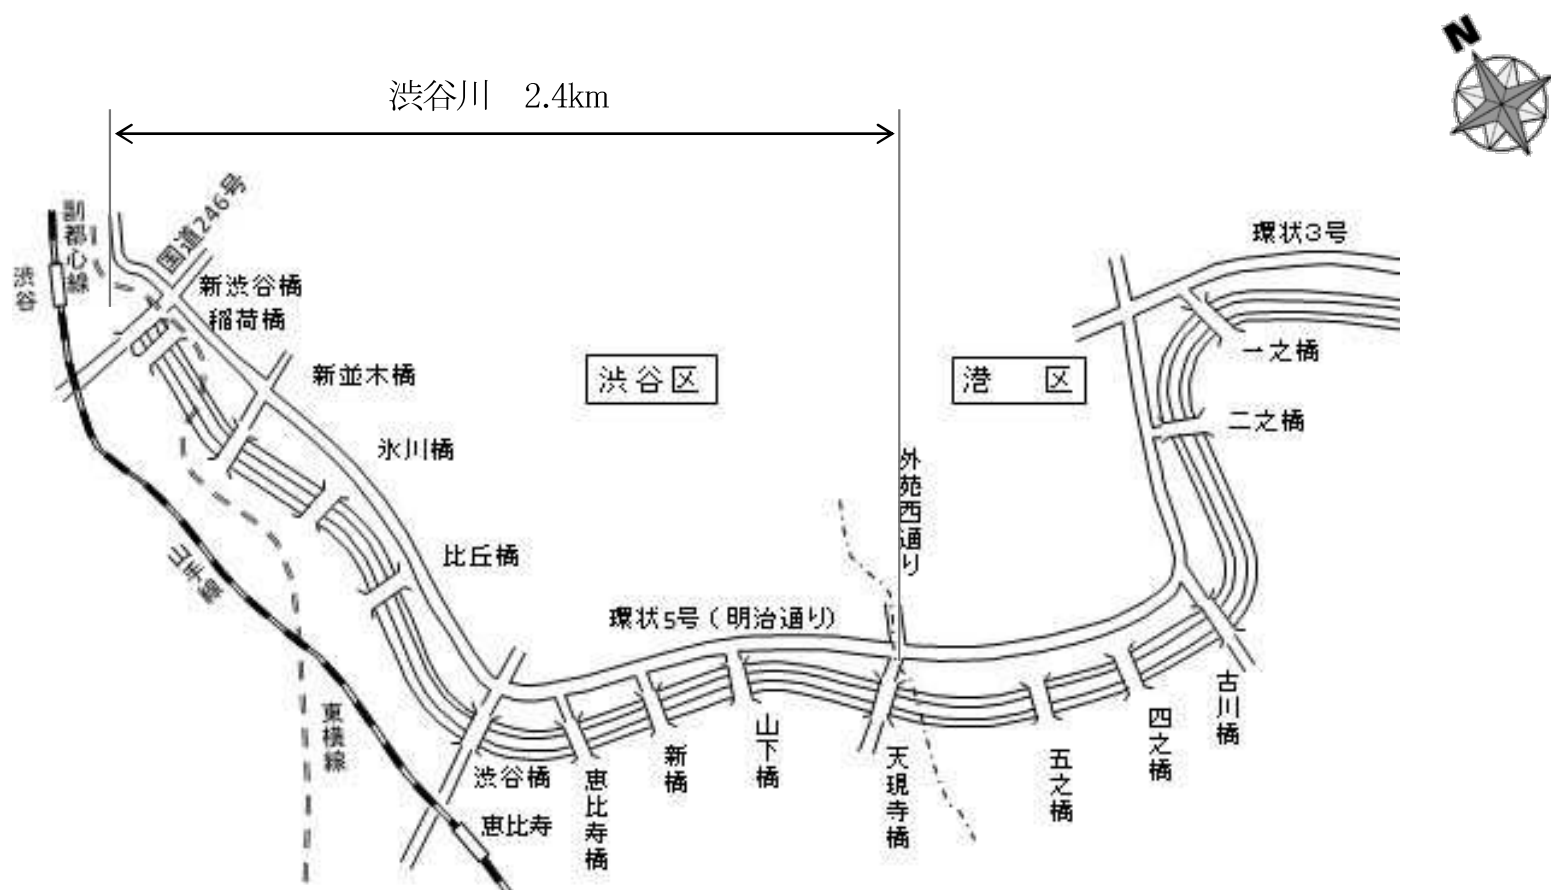 N
渋谷川 2.4km
国道246号
副都心線
渋谷
新渋谷橋
稲荷橋
環状3号
一之橋
新並木橋
渋谷区
港 区
二之橋
氷川橋
外苑西通り
比丘橋
山手線
環状5号(明治通り)
東横線
古川橋
四之橋
五之橋
天現寺橋
山下橋
新橋
恵比寿橋
渋谷橋
恵比寿